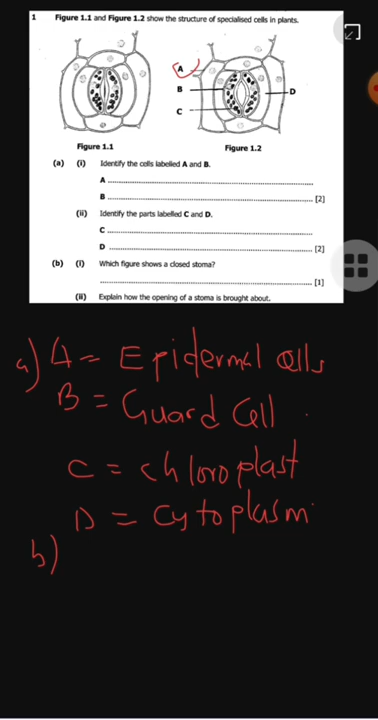 1 Figure 1.1 and Figure 1.2 show the structure of specialised cells in plants.
A
B
C
D
Figure 1.1
Figure 1.2
(a) (i) Identify the cells labelled A and B.
A ........................................................................
B ........................................................................ [2]
(ii) Identify the parts labelled C and D.
C ........................................................................
D ........................................................................ [2]
(b) (i) Which figure shows a closed stoma?
........................................................................ [1]
(ii) Explain how the opening of a stoma is brought about.
a) A = Epidermal cells
B = Guard Cell
C = chloroplast
D = cytoplasm
b)